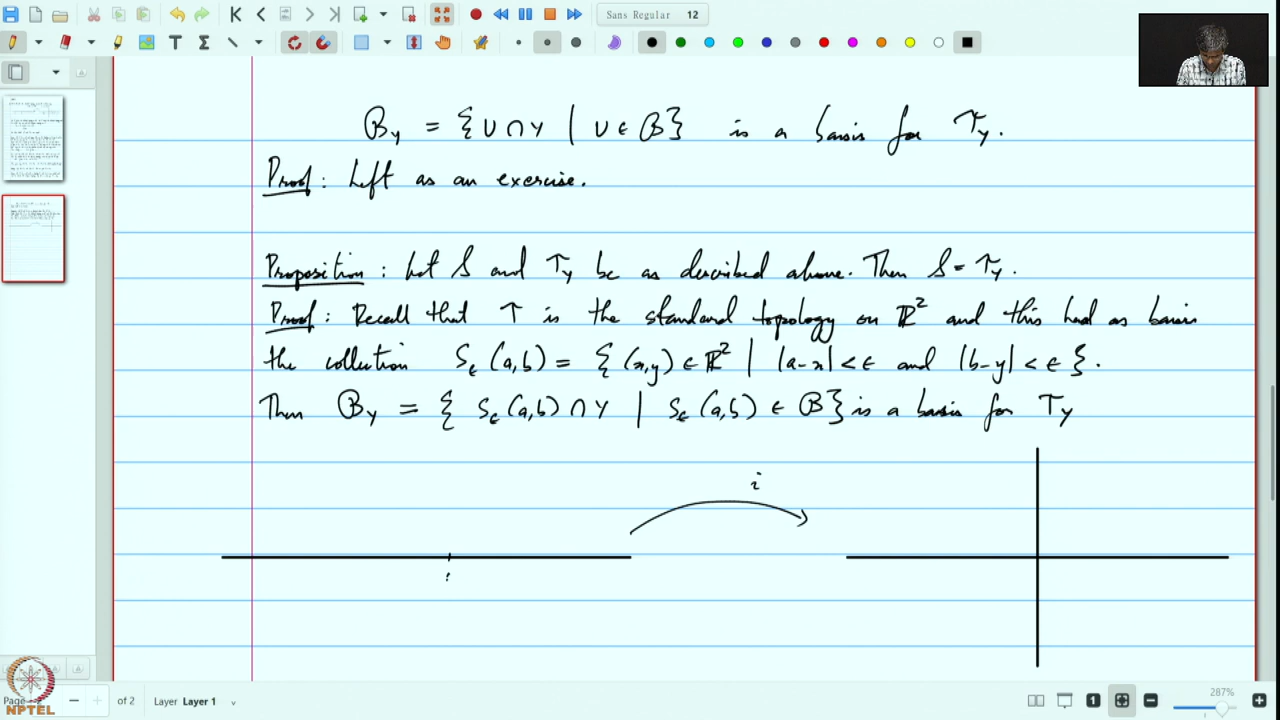 Sans Regular 12
𝓑_Y = { U ∩ Y | U ∈ 𝓑 } is a basis for 𝒯_Y.
Proof : Left as an exercise.
Proposition : Let S and 𝒯_Y be as described above. Then S = 𝒯_Y.
Proof : Recall that 𝒯 is the standard topology on ℝ² and this had as basis
the collection S_ϵ (a,b) = { (x,y) ∈ ℝ² | |a-x| < ϵ and |b-y| < ϵ }.
Then 𝓑_Y = { S_ϵ (a,b) ∩ Y | S_ϵ (a,b) ∈ 𝓑 } is a basis for 𝒯_Y
i
NPTEL
of 2 Layer Layer 1
287%